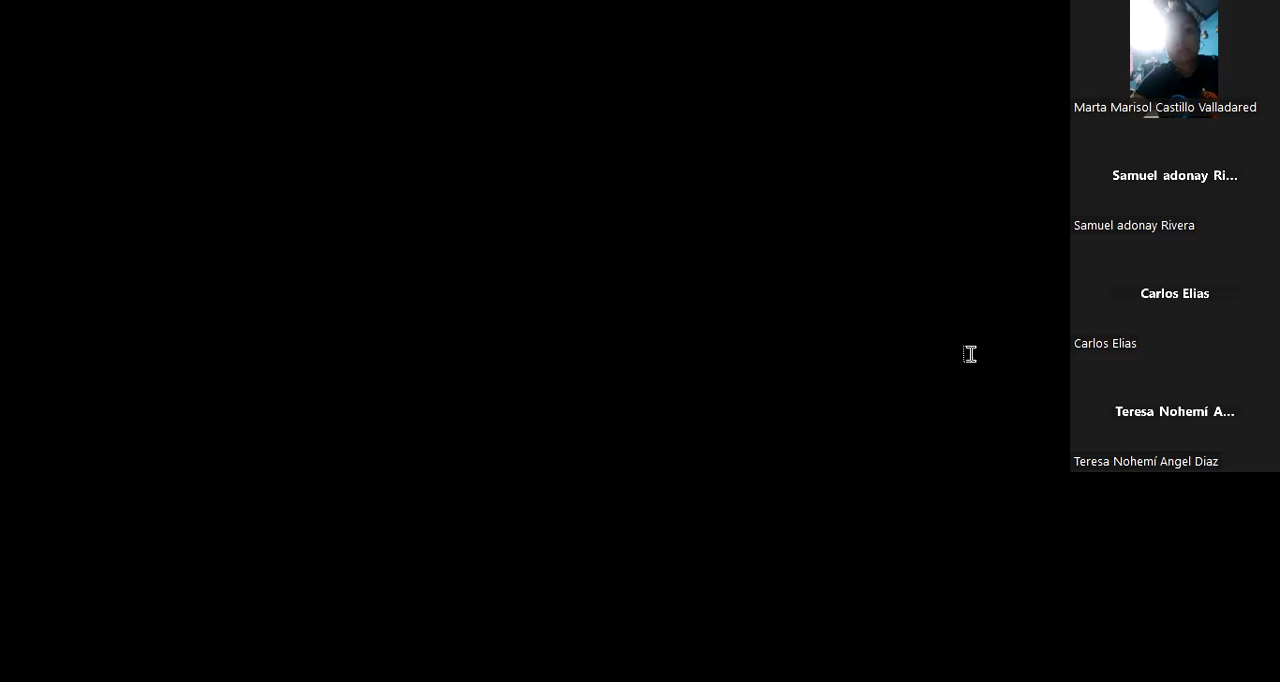 Marta Marisol Castillo Valladared
Samuel adonay Ri...
Samuel adonay Rivera
Carlos Elias
Carlos Elias
Teresa Nohemí A...
Teresa Nohemí Angel Diaz